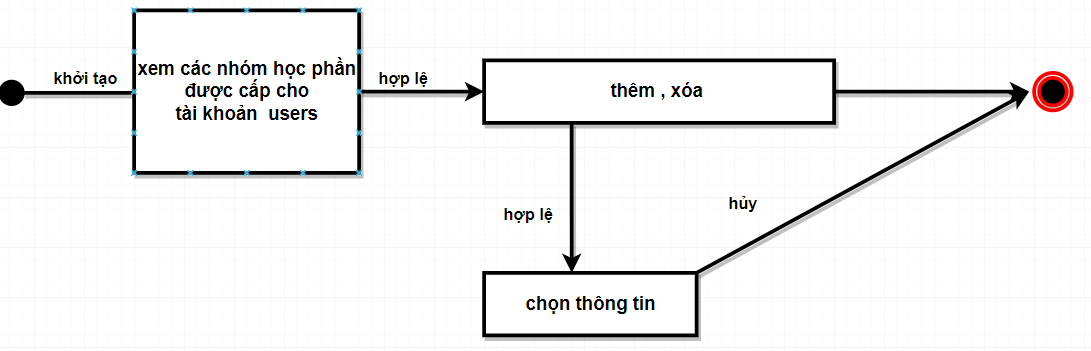 khởi tạo
xem các nhóm học phần
được cấp cho
tài khoản users
hợp lệ
thêm , xóa
hợp lệ
hủy
chọn thông tin